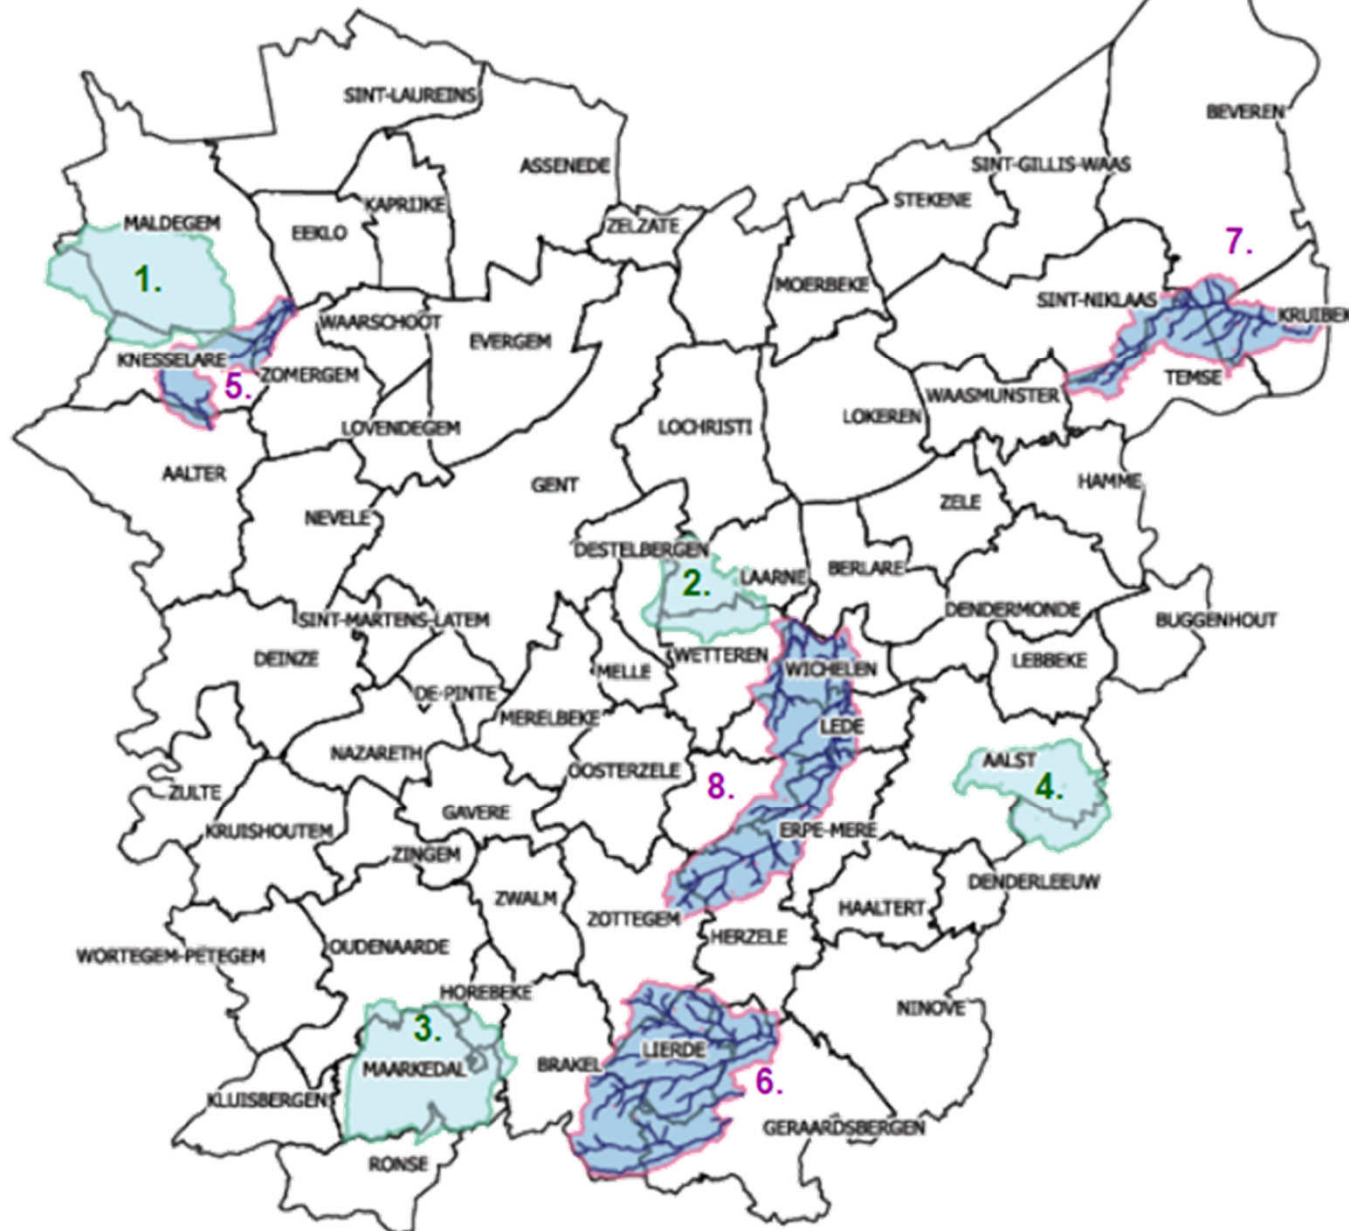 SINT-LAUREINS
BEVEREN
ASSENEDE
SINT-GILLIS-WAAS
STEKENE
KAPRIJKE
MALDEGEM
EEKLO
ZELZATE
7.
1.
MOERBEKE
SINT-NIKLAAS
KRUIBEK
WAARSCHOOT
EVERGEM
KNESSELARE
5.
ZOMERGEM
TEMSE
WAASMUNSTER
LOKEREN
LOVENDEGEM
LOCHRISTI
AALTER
GENT
HAMME
ZELE
NEVELE
DESTELBERGEN
2.
LAARNE
BERLARE
DENDERMONDE
BUGGENHOUT
SINT-MARTENS-LATEM
DEINZE
WETTEREN
WICHELEN
LEBBEKE
MELLE
DE-PINTE
MERELBEKE
LEDE
NAZARETH
OOSTERZELE
AALST
8.
4.
ZULTE
GAVERE
KRUISHOUTEM
ERPE-MERE
ZINGEM
DENDERLEEUW
ZWALM
HAALTERT
ZOTTEGEM
HERZELE
OUDENAARDE
WORTEGEM-PETEGEM
HOREBEKE
NINOVE
3.
LIERDE
MAARKEDAL
BRAKEL
6.
KLUISBERGEN
GERAARDSBERGEN
RONSE